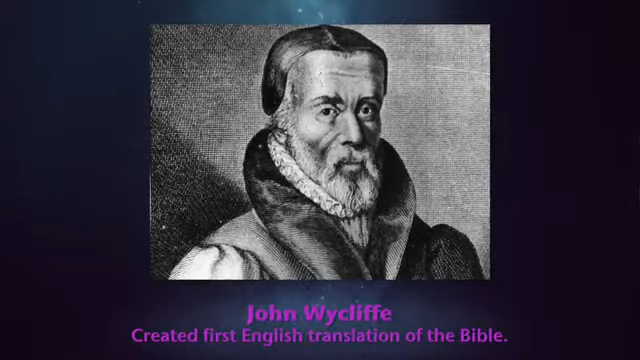 John Wycliffe
Created first English translation of the Bible.